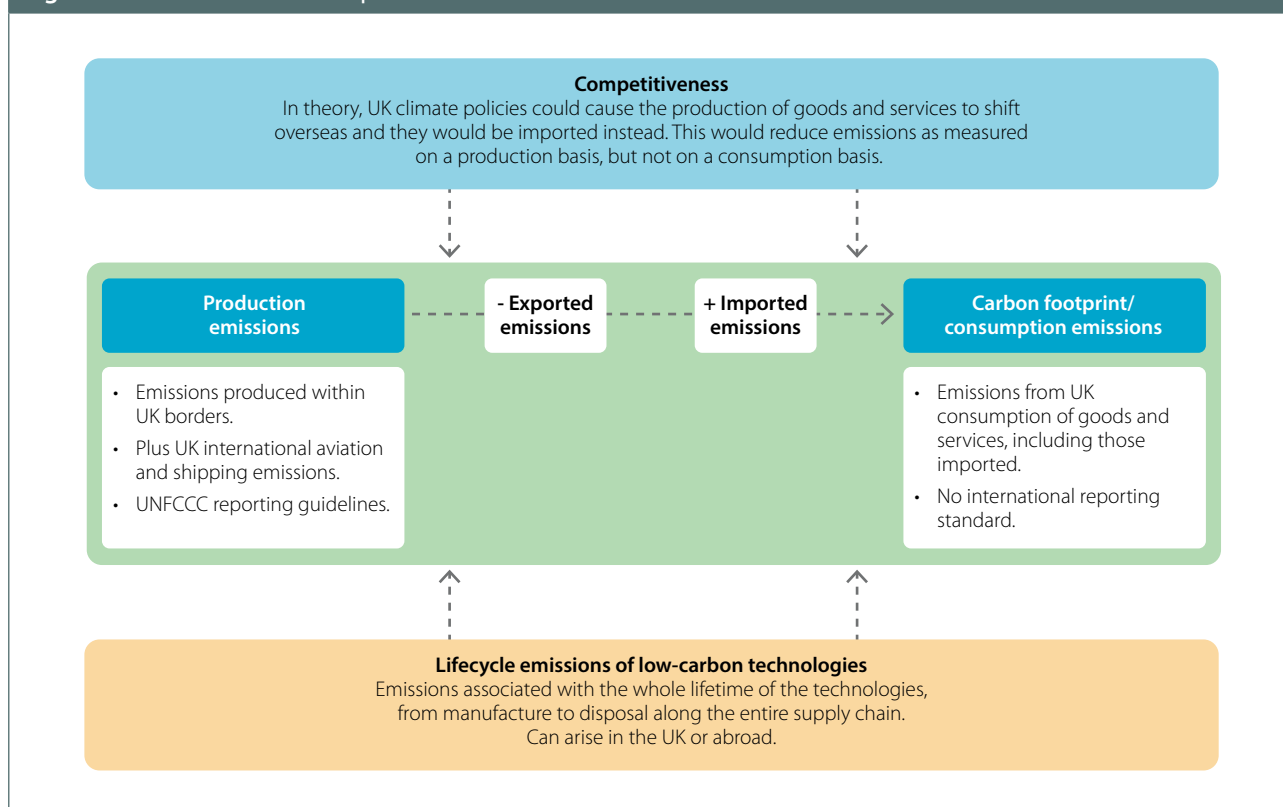 Competitiveness
In theory, UK climate policies could cause the production of goods and services to shift
overseas and they would be imported instead. This would reduce emissions as measured
on a production basis, but not on a consumption basis.
Production
emissions
- Exported
emissions
+ Imported
emissions
Carbon footprint/
consumption emissions
• Emissions produced within
UK borders.
• Plus UK international aviation
and shipping emissions.
• UNFCCC reporting guidelines.
• Emissions from UK
consumption of goods and
services, including those
imported.
• No international reporting
standard.
Lifecycle emissions of low-carbon technologies
Emissions associated with the whole lifetime of the technologies,
from manufacture to disposal along the entire supply chain.
Can arise in the UK or abroad.